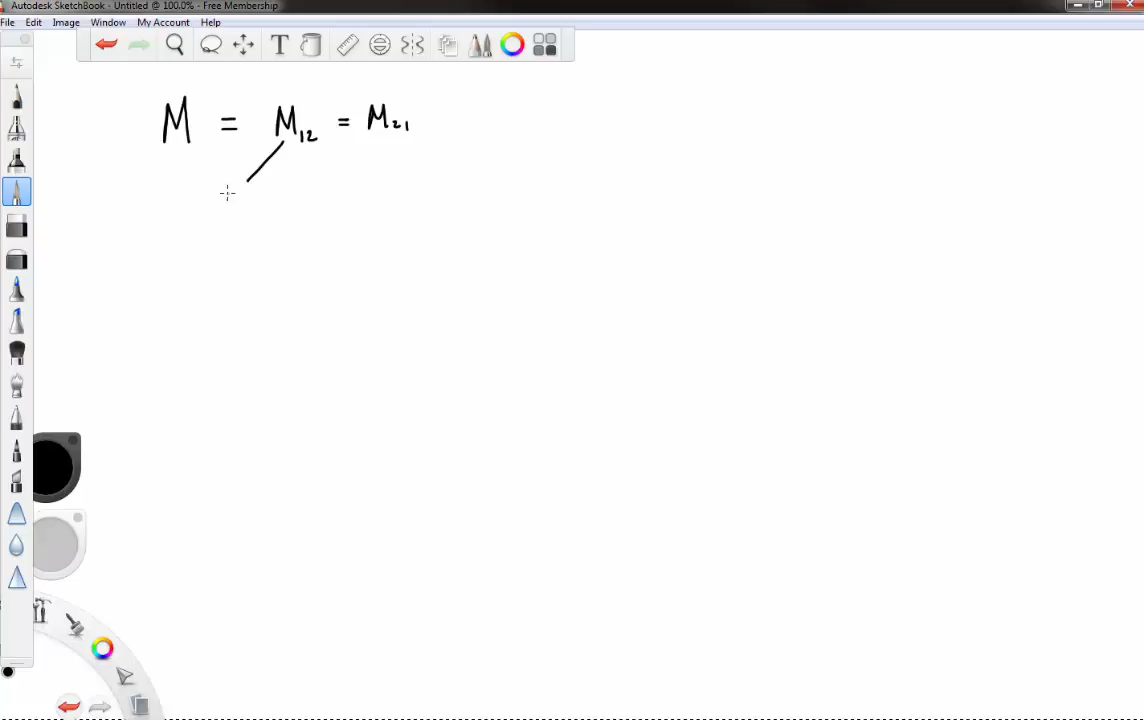 Autodesk SketchBook - Untitled @ 100.0% - Free Membership
File Edit Image Window My Account Help
T
M = M₁₂ = M₂₁